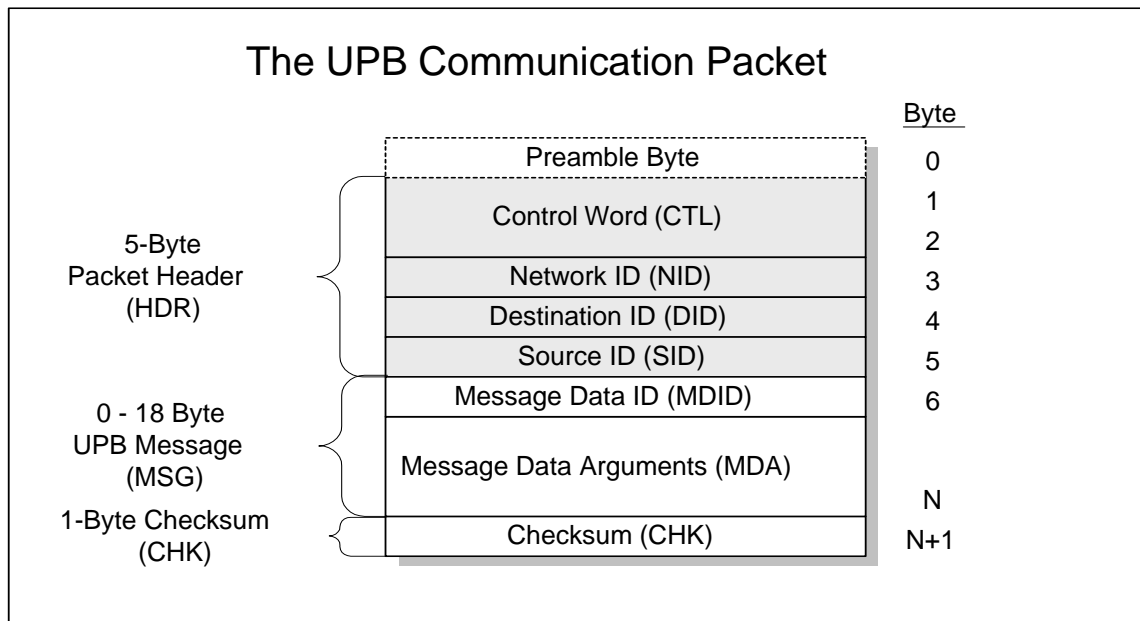 The UPB Communication Packet
Byte
Preamble Byte
0
Control Word (CTL)
1
2
5-Byte
Packet Header
(HDR)
Network ID (NID)
3
Destination ID (DID)
4
Source ID (SID)
5
Message Data ID (MDID)
6
0 - 18 Byte
UPB Message
(MSG)
Message Data Arguments (MDA)
N
1-Byte Checksum
(CHK)
Checksum (CHK)
N+1